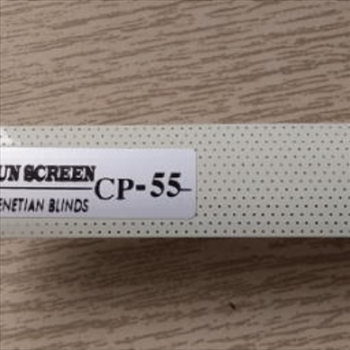 UN SCREEN
ENETIAN BLINDS
CP-55